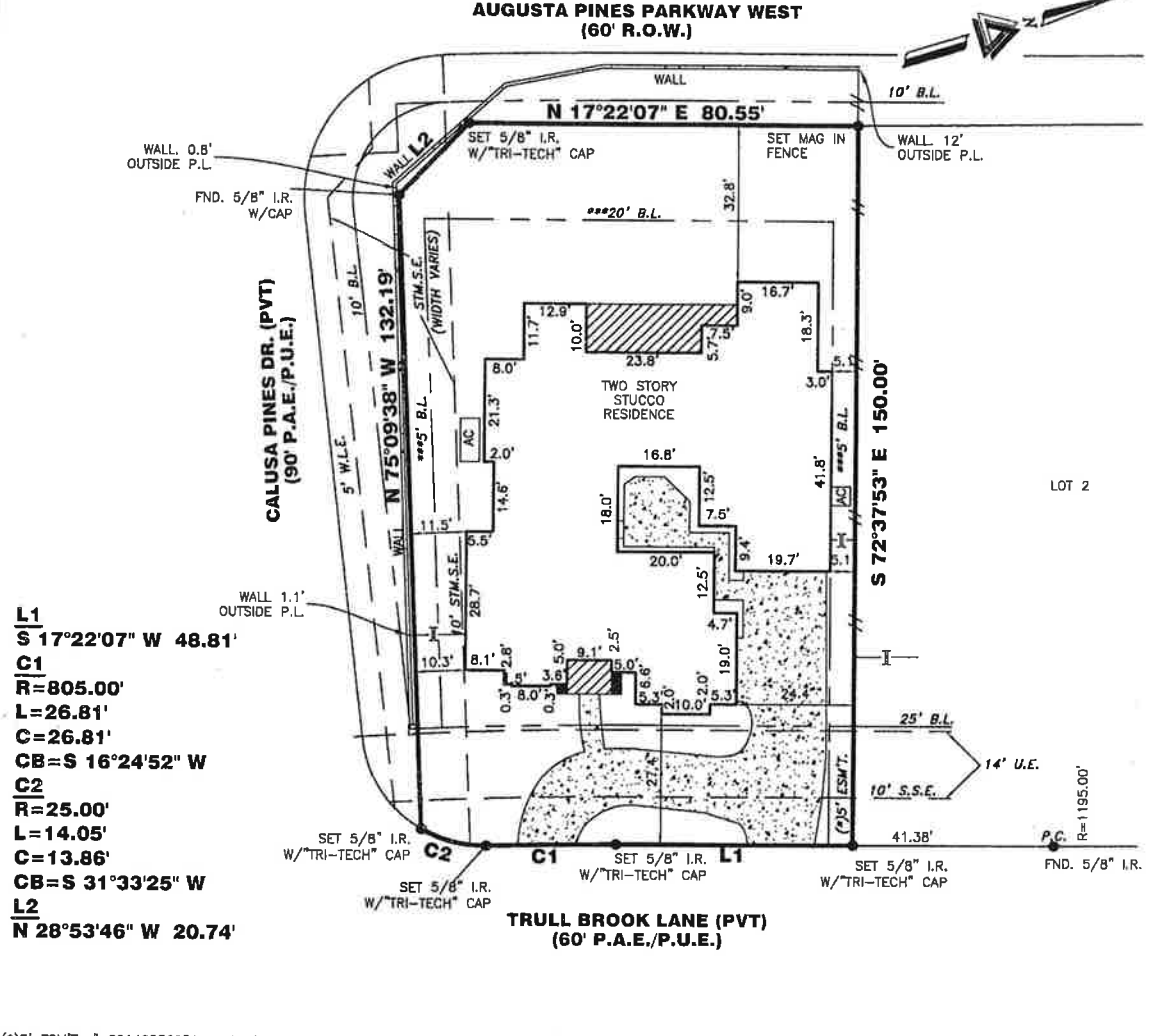 AUGUSTA PINES PARKWAY WEST
(60' R.O.W.)
N
WALL
10' B.L.
N 17°22'07" E 80.55'
SET 5/8" I.R.
W/"TRI-TECH" CAP
SET MAG IN
FENCE
WALL 12'
OUTSIDE P.L.
WALL 0.8'
OUTSIDE P.L.
WALL
L2
FND. 5/8" I.R.
W/CAP
32.8'
***20' B.L.
10' B.L.
STM.S.E.
(WIDTH VARIES)
CALUSA PINES DR. (PVT)
(90' P.A.E./P.U.E.)
N 75°09'38" W 132.19'
5' W.L.E.
***5' B.L.
WALL
12.9'
11.7'
10.0'
23.8'
5.7'
7.5'
9.0'
16.7'
18.3'
3.0'
8.0'
TWO STORY
STUCCO
RESIDENCE
21.3'
AC
2.0'
14.6'
11.5'
5.5'
16.8'
18.0'
12.5'
7.5'
9.4'
20.0'
12.5'
19.7'
5.1
41.8'
***5' B.L.
AC
S 72°37'53" E 150.00'
LOT 2
WALL 1.1'
OUTSIDE P.L.
10' STM.S.E.
28.7'
4.7'
19.0'
10.3'
8.1'
2.8'
0.3'
8.0'
0.3'
3.6'
5.0'
9.1'
2.5'
5.0'
6.6'
5.3'
2.0'
10.0'
2.0'
5.3'
24.4'
27.4'
25' B.L.
14' U.E.
10' S.S.E.
(*)5' ESM'T.
R=1195.00'
41.38'
P.C.
FND. 5/8" I.R.
L1
S 17°22'07" W 48.81'
C1
R=805.00'
L=26.81'
C=26.81'
CB=S 16°24'52" W
C2
R=25.00'
L=14.05'
C=13.86'
CB=S 31°33'25" W
L2
N 28°53'46" W 20.74'
SET 5/8" I.R.
W/"TRI-TECH" CAP
C2
C1
SET 5/8" I.R.
W/"TRI-TECH" CAP
L1
SET 5/8" I.R.
W/"TRI-TECH" CAP
SET 5/8" I.R.
W/"TRI-TECH" CAP
TRULL BROOK LANE (PVT)
(60' P.A.E./P.U.E.)